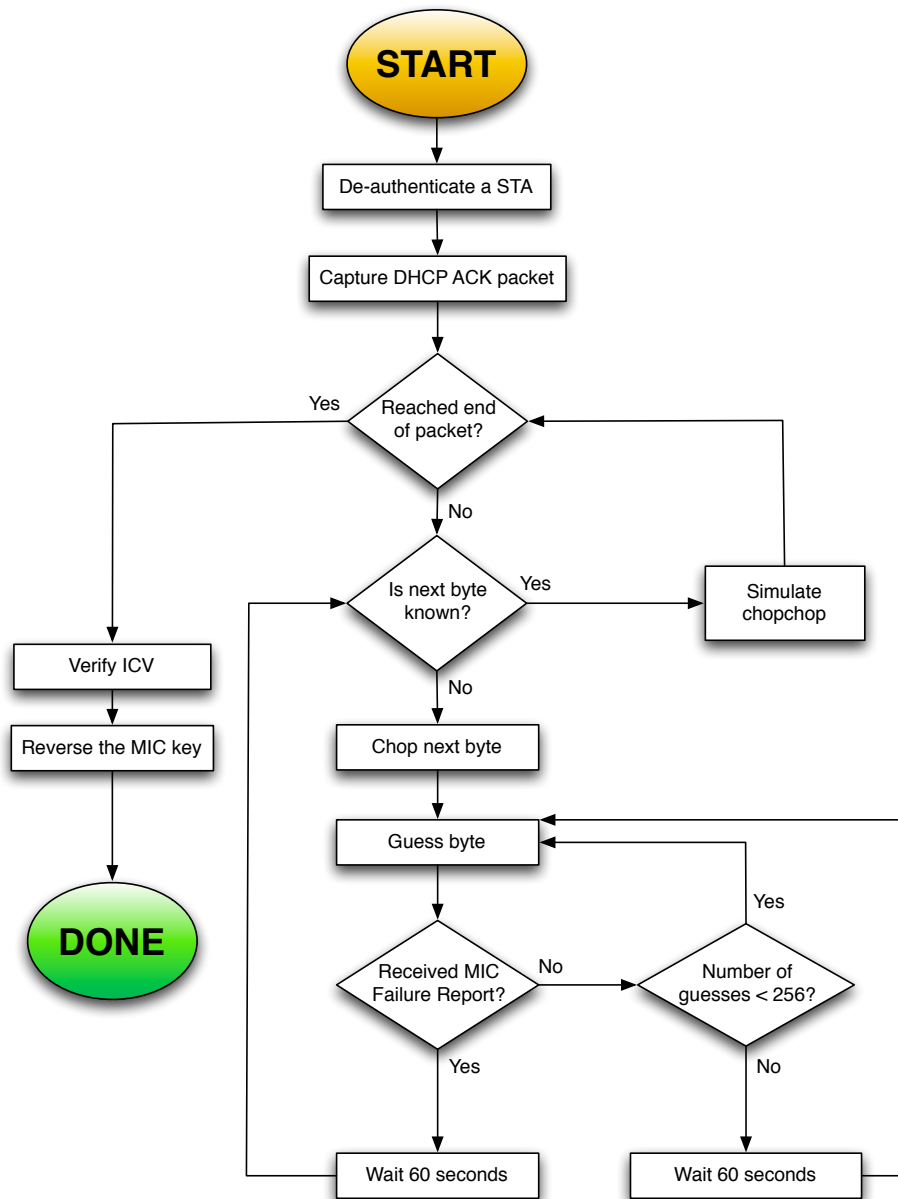 START
De-authenticate a STA
Capture DHCP ACK packet
Reached end
of packet?
Yes
No
Is next byte
known?
Yes
Simulate
chopchop
No
Verify ICV
Reverse the MIC key
DONE
Chop next byte
Guess byte
Received MIC
Failure Report?
No
Number of
guesses < 256?
Yes
Yes
No
Wait 60 seconds
Wait 60 seconds